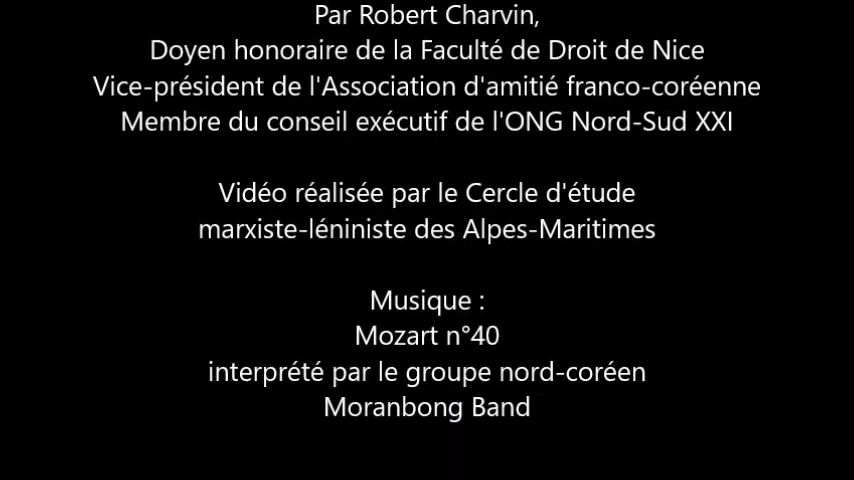 Par Robert Charvin,
Doyen honoraire de la Faculté de Droit de Nice
Vice-président de l'Association d'amitié franco-coréenne
Membre du conseil exécutif de l'ONG Nord-Sud XXI
Vidéo réalisée par le Cercle d'étude
marxiste-léniniste des Alpes-Maritimes
Musique :
Mozart n°40
interprété par le groupe nord-coréen
Moranbong Band